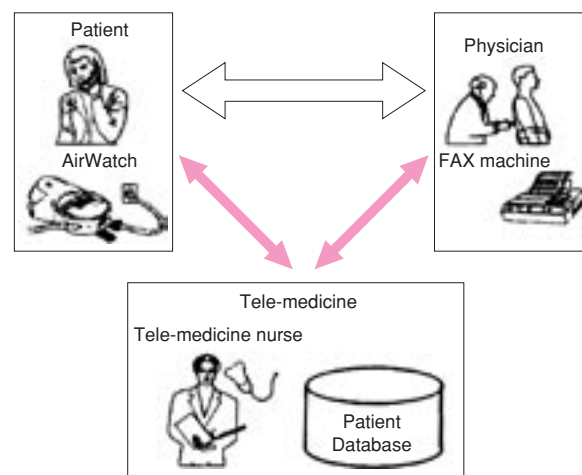 Patient
AirWatch
Physician
FAX machine
Tele-medicine
Tele-medicine nurse
Patient
Database